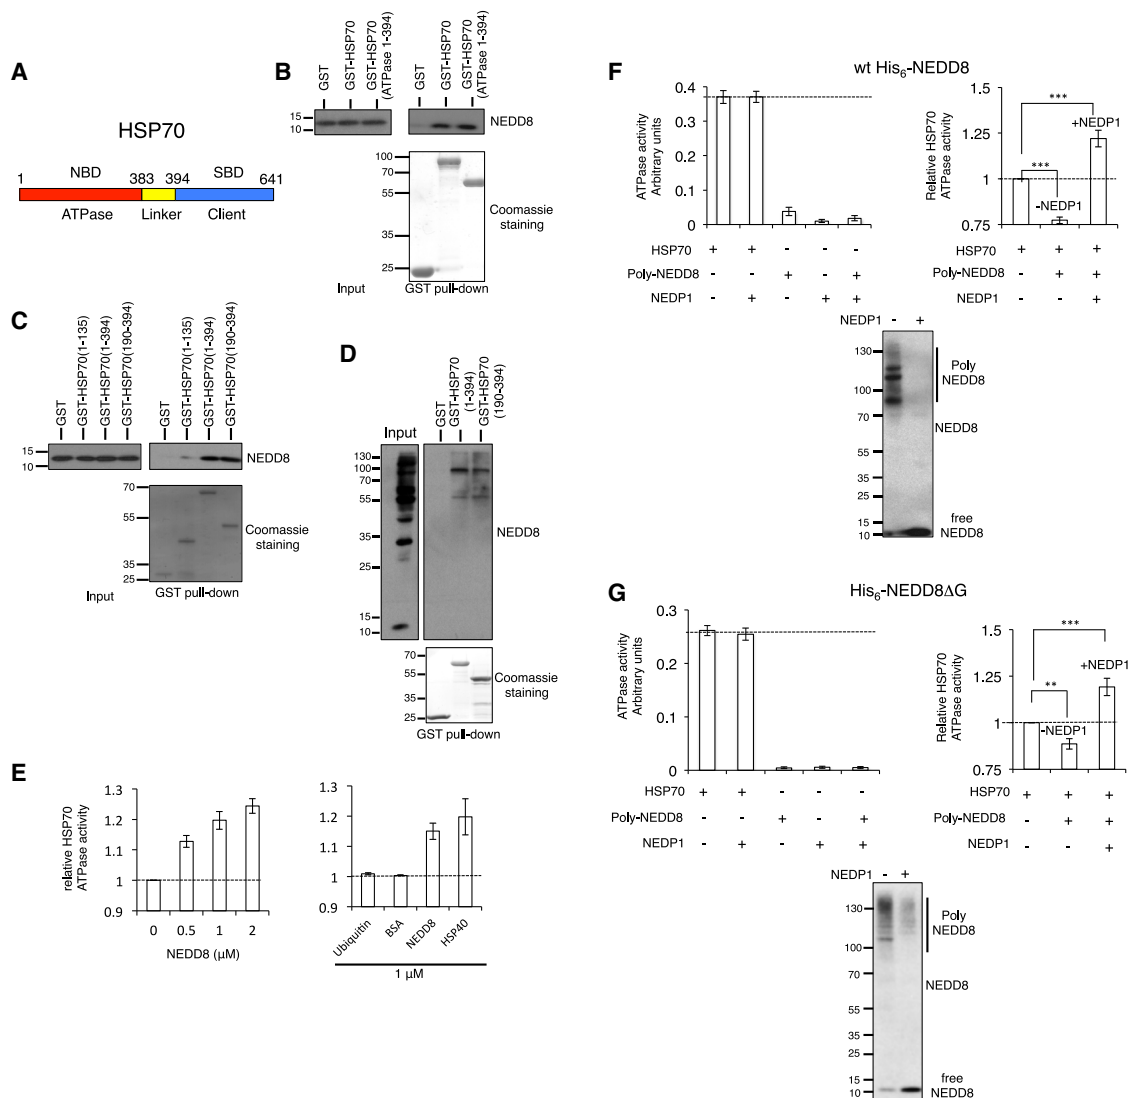 A
HSP70
NBD SBD
1 383 394 641
ATPase Linker Client
B
GST
GST-HSP70
GST-HSP70
(ATPase 1-394)
GST
GST-HSP70
GST-HSP70
(ATPase 1-394)
15
10
NEDD8
100
70
55
35
25
Coomassie
staining
Input
GST pull-down
C
GST
GST-HSP70(1-135)
GST-HSP70(1-394)
GST-HSP70(190-394)
GST
GST-HSP70(1-135)
GST-HSP70(1-394)
GST-HSP70(190-394)
15
10
NEDD8
70
55
35
25
Coomassie
staining
Input
GST pull-down
D
GST
GST-HSP70
(1-394)
GST-HSP70
(190-394)
Input
130
100
70
55
35
25
15
10
NEDD8
70
55
35
25
Coomassie
staining
GST pull-down
E
relative HSP70
ATPase activity
1.3
1.2
1.1
1
0.9
0 0.5 1 2
NEDD8 (µM)
1.3
1.2
1.1
1
0.9
Ubiquitin
BSA
NEDD8
HSP40
1 µM
F
wt His6-NEDD8
ATPase activity
Arbitrary units
0.4
0.3
0.2
0.1
0
HSP70 + + - - -
Poly-NEDD8 - - + - +
NEDP1 - + - + +
Relative HSP70
ATPase activity
1.5
1.25
1
0.75
***
***
+NEDP1
-NEDP1
HSP70 + + +
Poly-NEDD8 - + +
NEDP1 - - +
NEDP1 - +
130
100
70
55
35
25
15
10
Poly
NEDD8
NEDD8
free
NEDD8
G
His6-NEDD8ΔG
ATPase activity
Arbitrary units
0.3
0.2
0.1
0
HSP70 + + - - -
Poly-NEDD8 - - + - +
NEDP1 - + - + +
Relative HSP70
ATPase activity
1.5
1.25
1
0.75
***
**
+NEDP1
-NEDP1
HSP70 + + +
Poly-NEDD8 - + +
NEDP1 - - +
NEDP1 - +
130
100
70
55
35
25
15
10
Poly
NEDD8
NEDD8
free
NEDD8